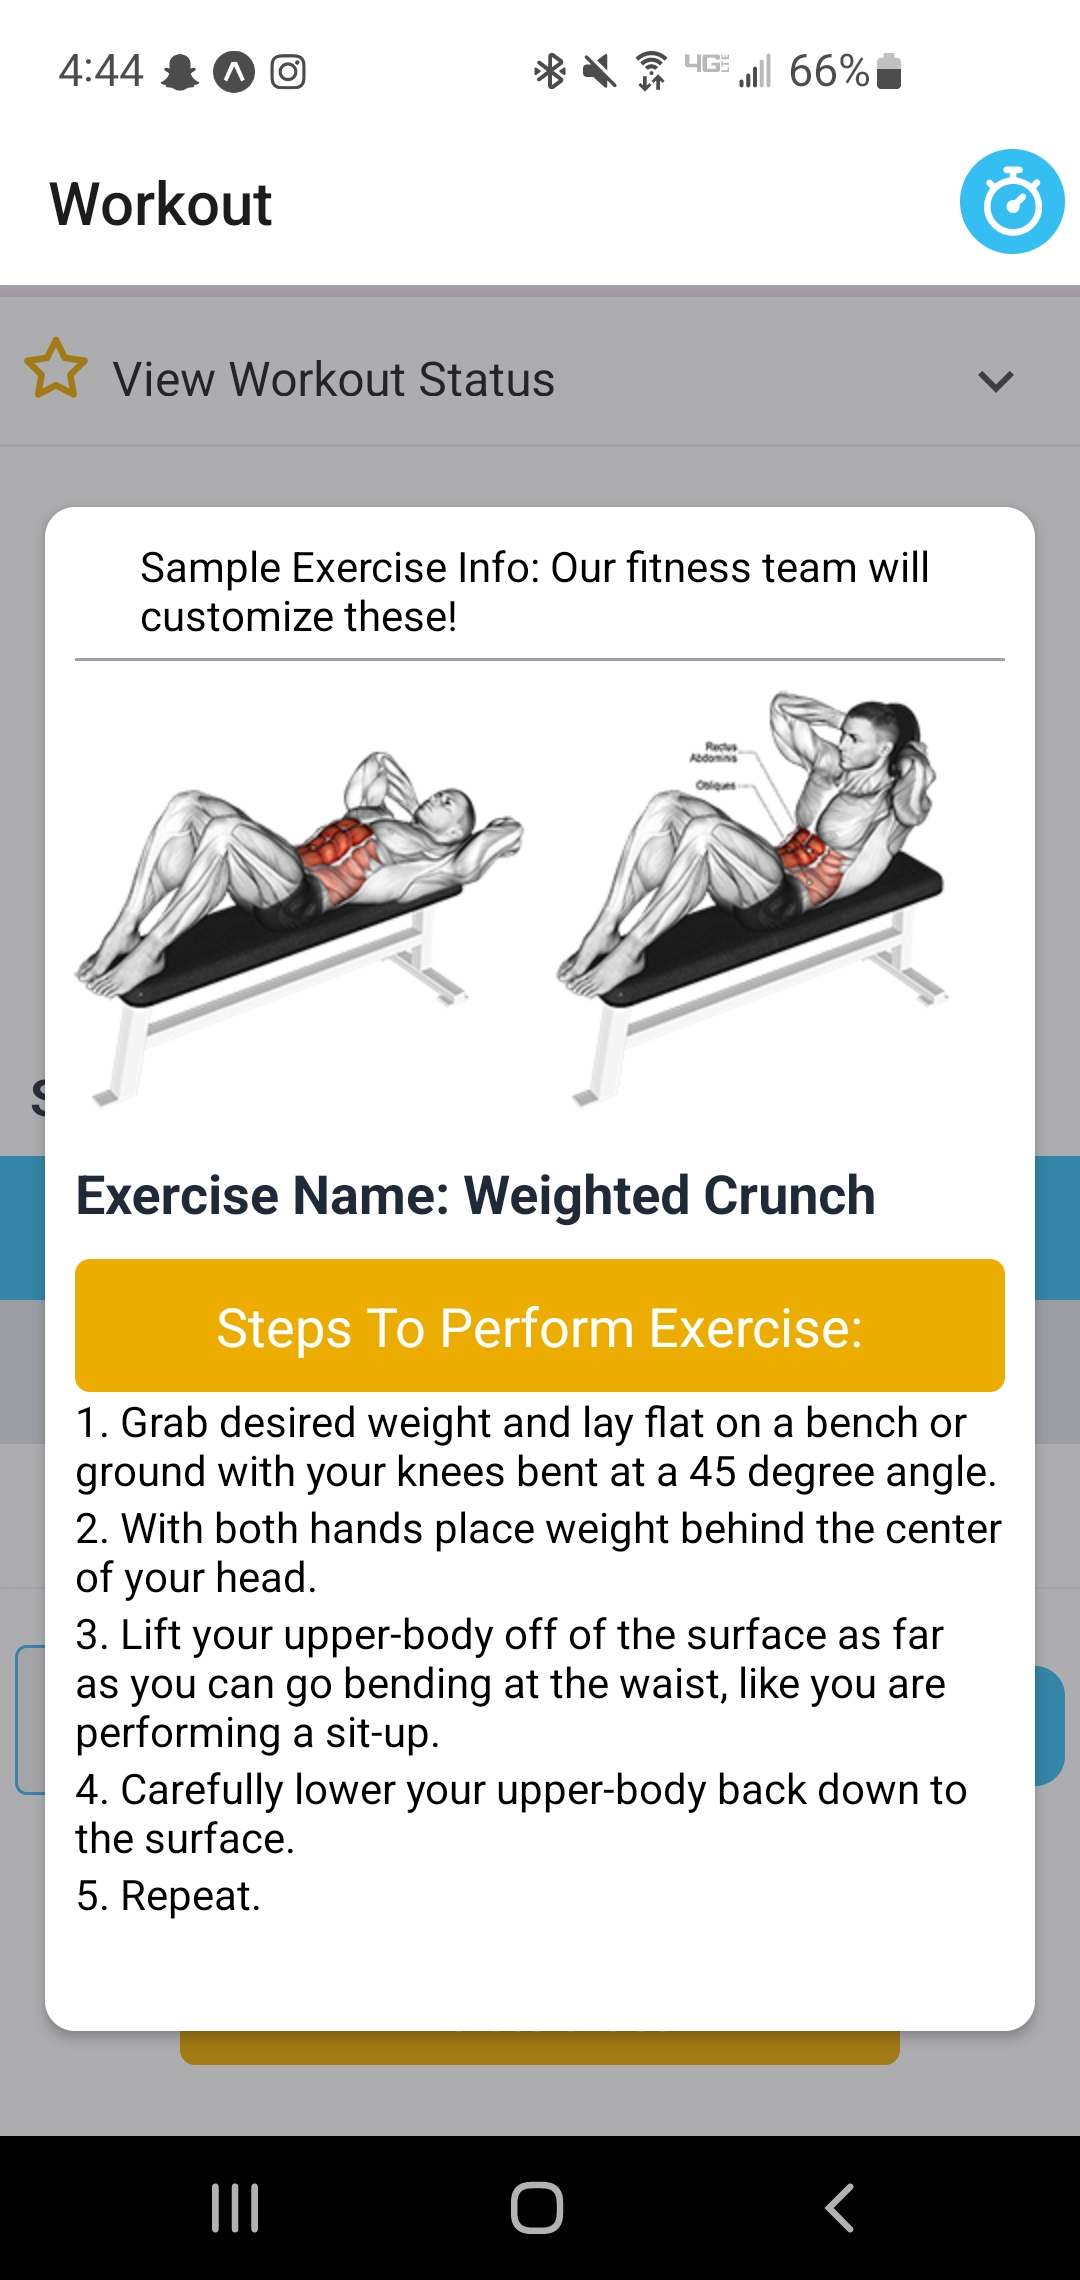 4:44
4G LTE
66%
Workout
View Workout Status
Sample Exercise Info: Our fitness team will
customize these!
Rectus
Abdominis
Obliques
S
Exercise Name: Weighted Crunch
Steps To Perform Exercise:
1. Grab desired weight and lay flat on a bench or
ground with your knees bent at a 45 degree angle.
2. With both hands place weight behind the center
of your head.
3. Lift your upper-body off of the surface as far
as you can go bending at the waist, like you are
performing a sit-up.
4. Carefully lower your upper-body back down to
the surface.
5. Repeat.